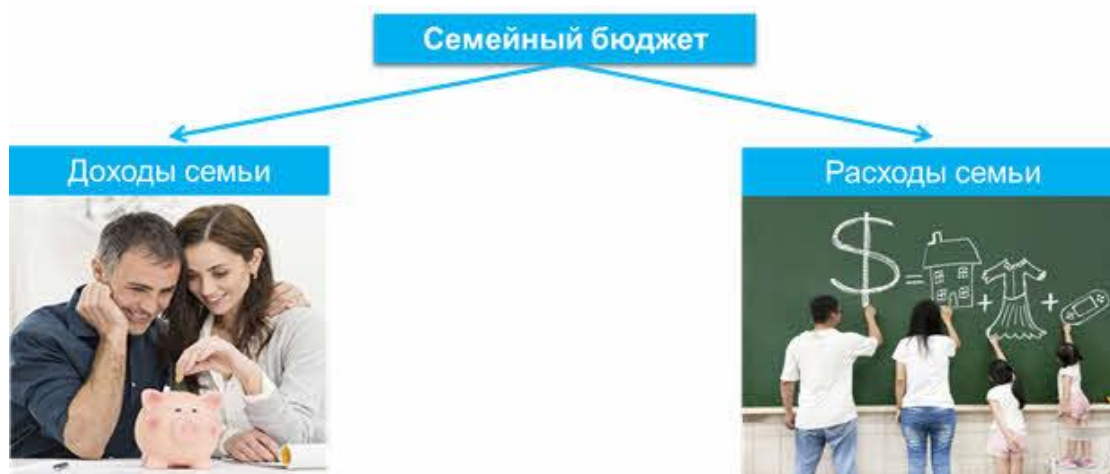 Семейный бюджет
Доходы семьи
Расходы семьи
$ = + +